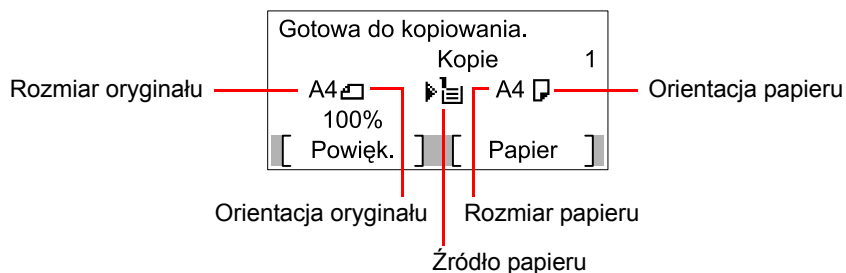 Gotowa do kopiowania.
Kopie 1
Rozmiar oryginału A4 A4 Orientacja papieru
100%
[ Powięk. ] [ Papier ]
Orientacja oryginału Rozmiar papieru
Źródło papieru